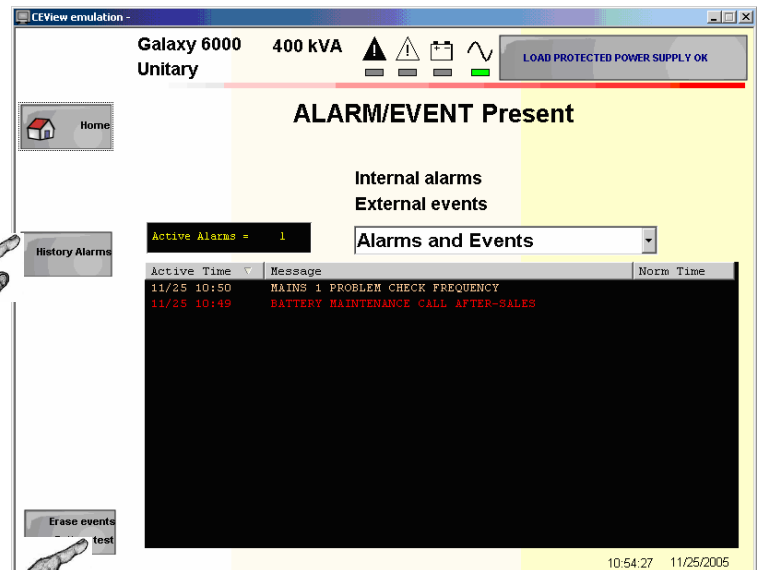 CEView emulation -
Galaxy 6000 400 kVA
Unitary
LOAD PROTECTED POWER SUPPLY OK
Home
ALARM/EVENT Present
Internal alarms
External events
History Alarms
Active Alarms = 1
Alarms and Events
Active Time Message Norm Time
11/25 10:50 MAINS 1 PROBLEM CHECK FREQUENCY
11/25 10:49 BATTERY MAINTENANCE CALL AFTER-SALES
Erase events
test
10:54:27 11/25/2005